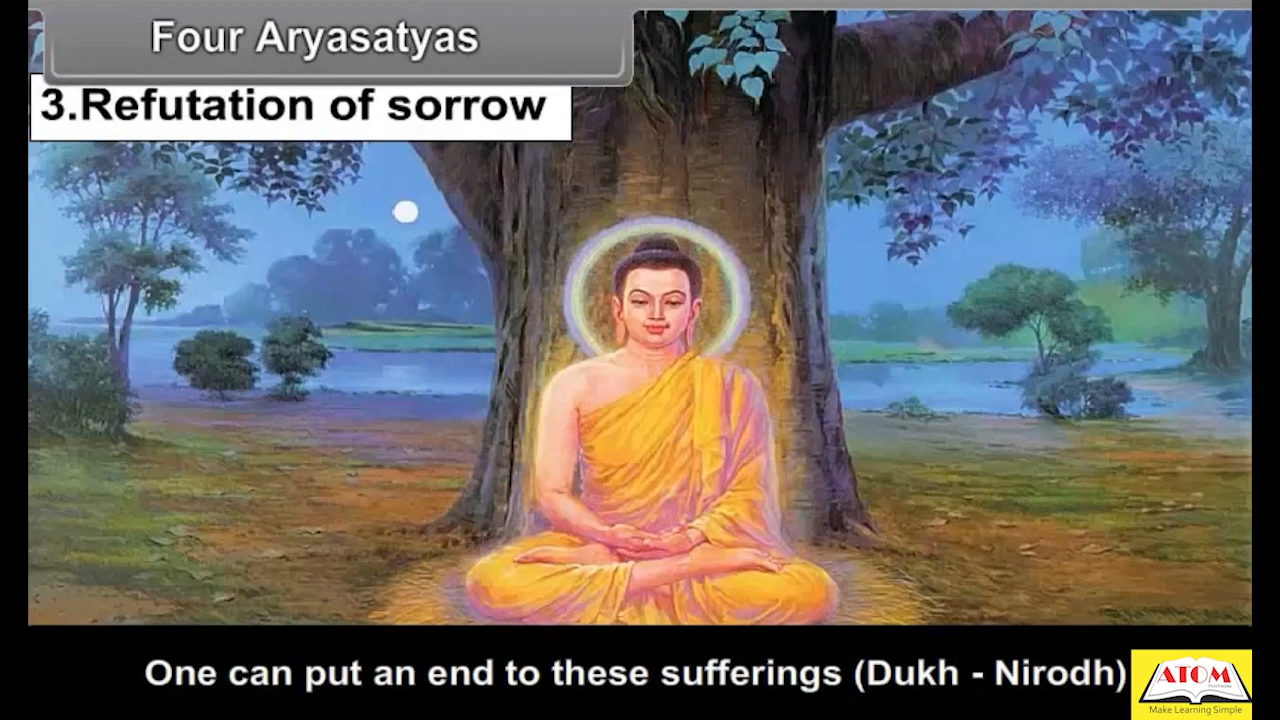 Four Aryasatyas
3.Refutation of sorrow
One can put an end to these sufferings (Dukh - Nirodh)
ATOM
Make Learning Simple